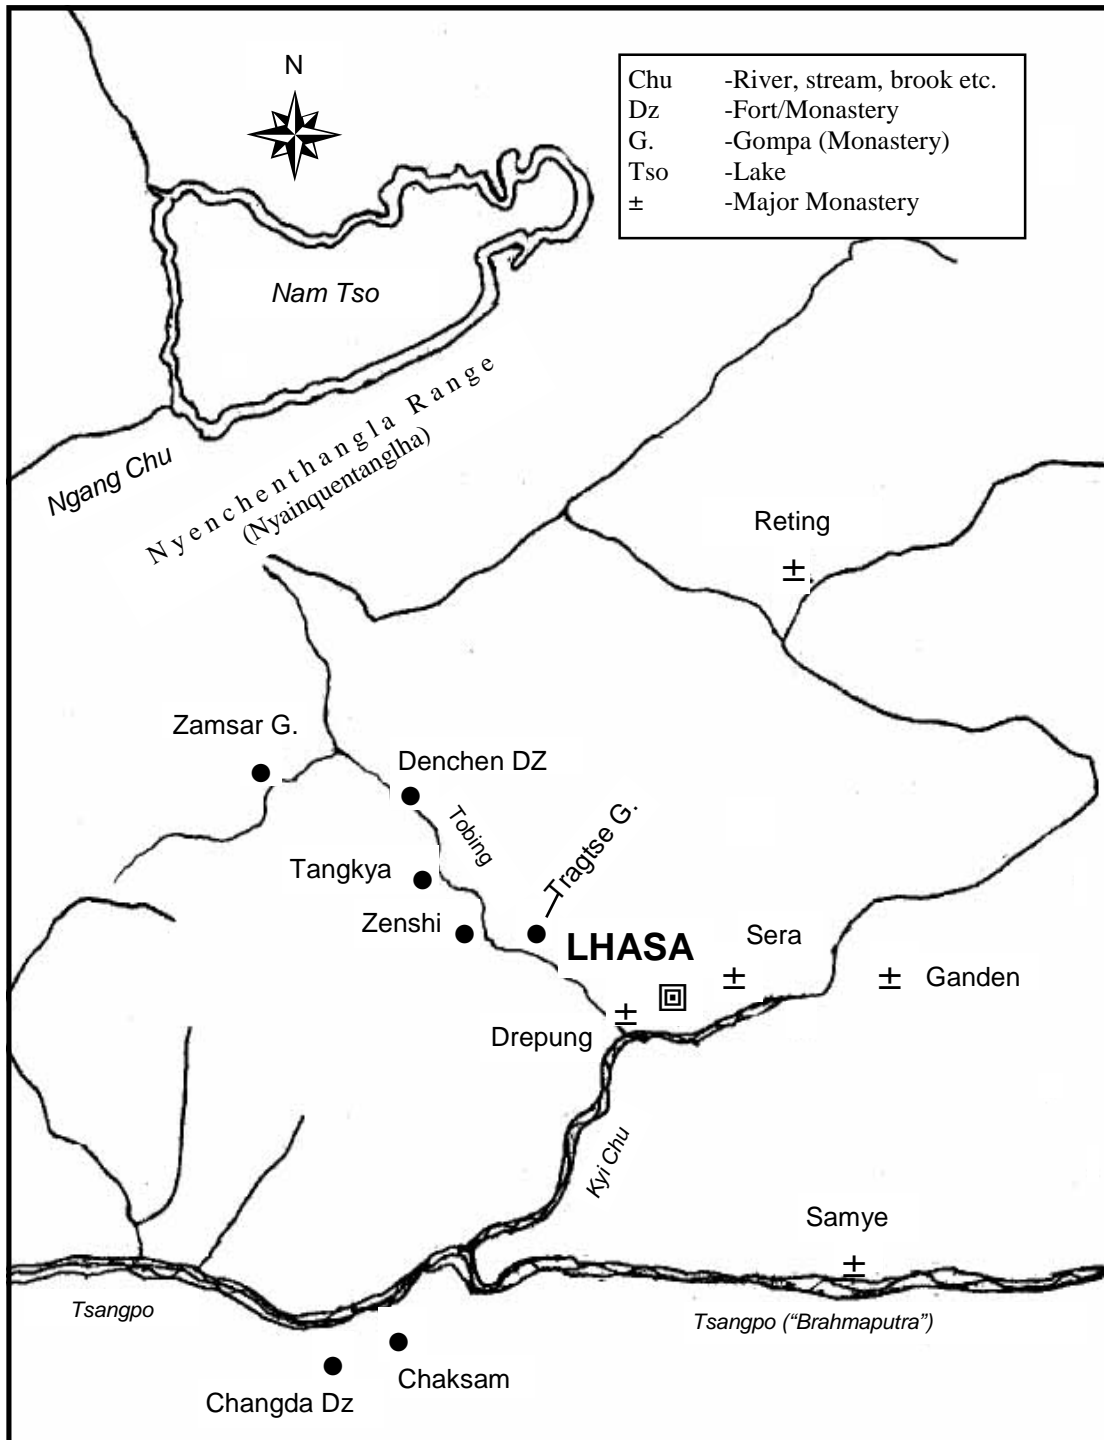 N
Chu -River, stream, brook etc.
Dz -Fort/Monastery
G. -Gompa (Monastery)
Tso -Lake
± -Major Monastery
Nam Tso
Ngang Chu
Nyenchenthangla Range
(Nyainquentanglha)
Reting
±
Zamsar G.
Denchen DZ
Tobing
Tragtse G.
Tangkya
Zenshi
LHASA
Sera
±
± Ganden
Drepung ±
Kyi Chu
Samye
±
Tsangpo
Tsangpo (“Brahmaputra”)
Chaksam
Changda Dz